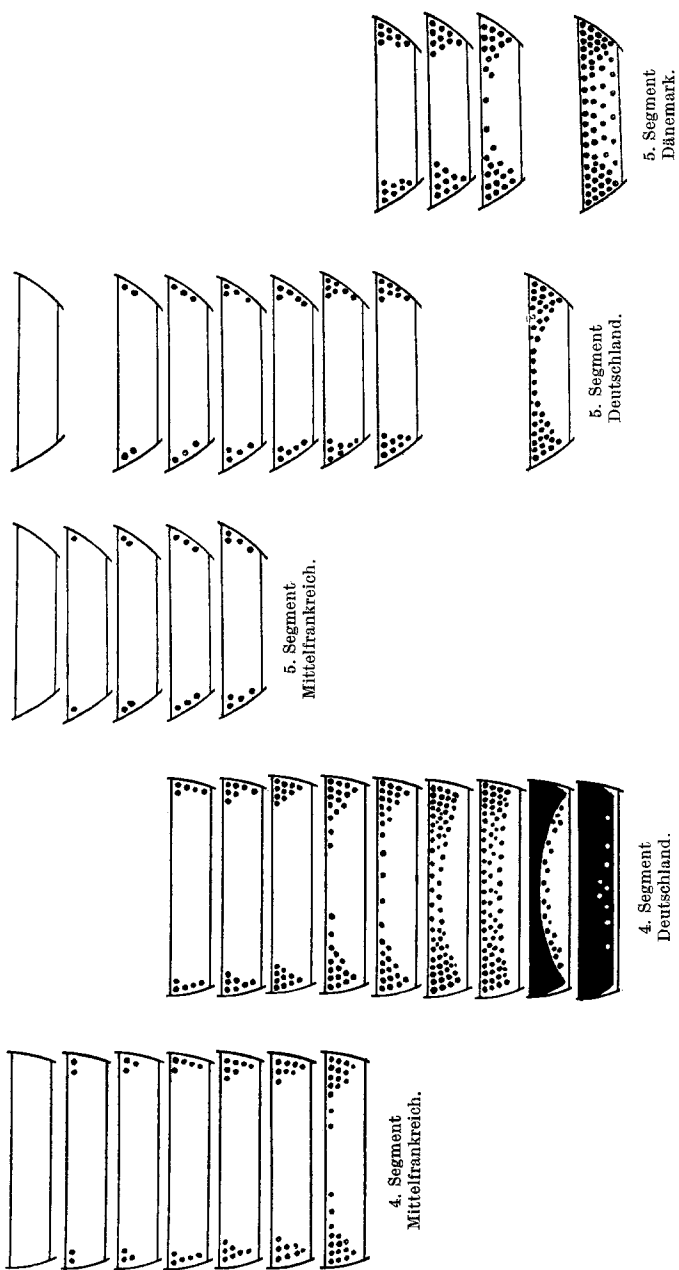 4. Segment
Mittelfrankreich.
4. Segment
Deutschland.
5. Segment
Mittelfrankreich.
5. Segment
Deutschland.
5. Segment
Dänemark.